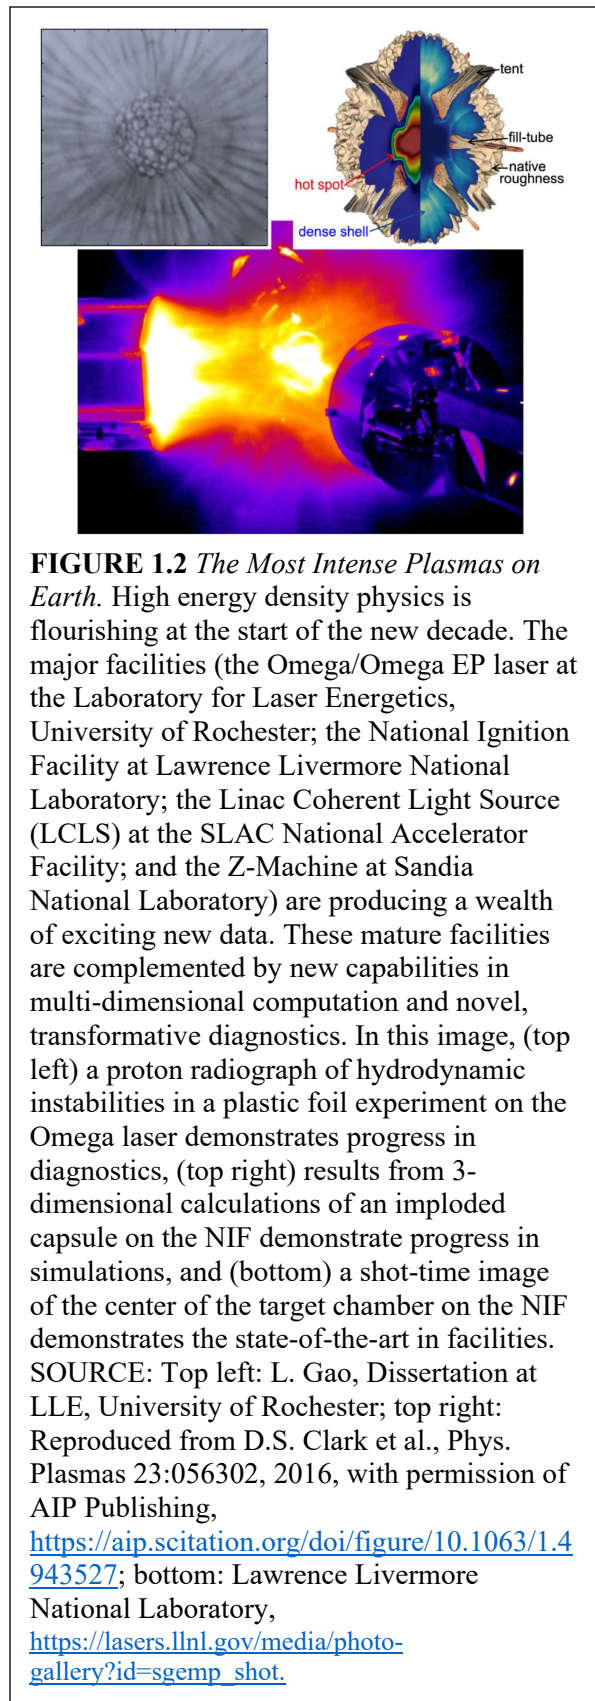 tent
fill-tube
native
roughness
hot spot
dense shell
FIGURE 1.2 The Most Intense Plasmas on
Earth. High energy density physics is
flourishing at the start of the new decade. The
major facilities (the Omega/Omega EP laser at
the Laboratory for Laser Energetics,
University of Rochester; the National Ignition
Facility at Lawrence Livermore National
Laboratory; the Linac Coherent Light Source
(LCLS) at the SLAC National Accelerator
Facility; and the Z-Machine at Sandia
National Laboratory) are producing a wealth
of exciting new data. These mature facilities
are complemented by new capabilities in
multi-dimensional computation and novel,
transformative diagnostics. In this image, (top
left) a proton radiograph of hydrodynamic
instabilities in a plastic foil experiment on the
Omega laser demonstrates progress in
diagnostics, (top right) results from 3-
dimensional calculations of an imploded
capsule on the NIF demonstrate progress in
simulations, and (bottom) a shot-time image
of the center of the target chamber on the NIF
demonstrates the state-of-the-art in facilities.
SOURCE: Top left: L. Gao, Dissertation at
LLE, University of Rochester; top right:
Reproduced from D.S. Clark et al., Phys.
Plasmas 23:056302, 2016, with permission of
AIP Publishing,
https://aip.scitation.org/doi/figure/10.1063/1.4
943527; bottom: Lawrence Livermore
National Laboratory,
https://lasers.llnl.gov/media/photo-
gallery?id=sgemp_shot.